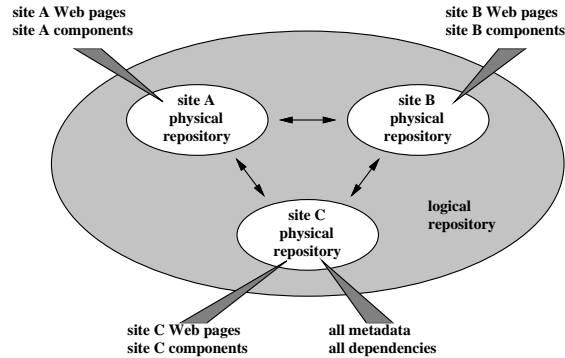 site A Web pages
site A components
site B Web pages
site B components
site A
physical
repository
site B
physical
repository
site C
physical
repository
logical
repository
site C Web pages
site C components
all metadata
all dependencies